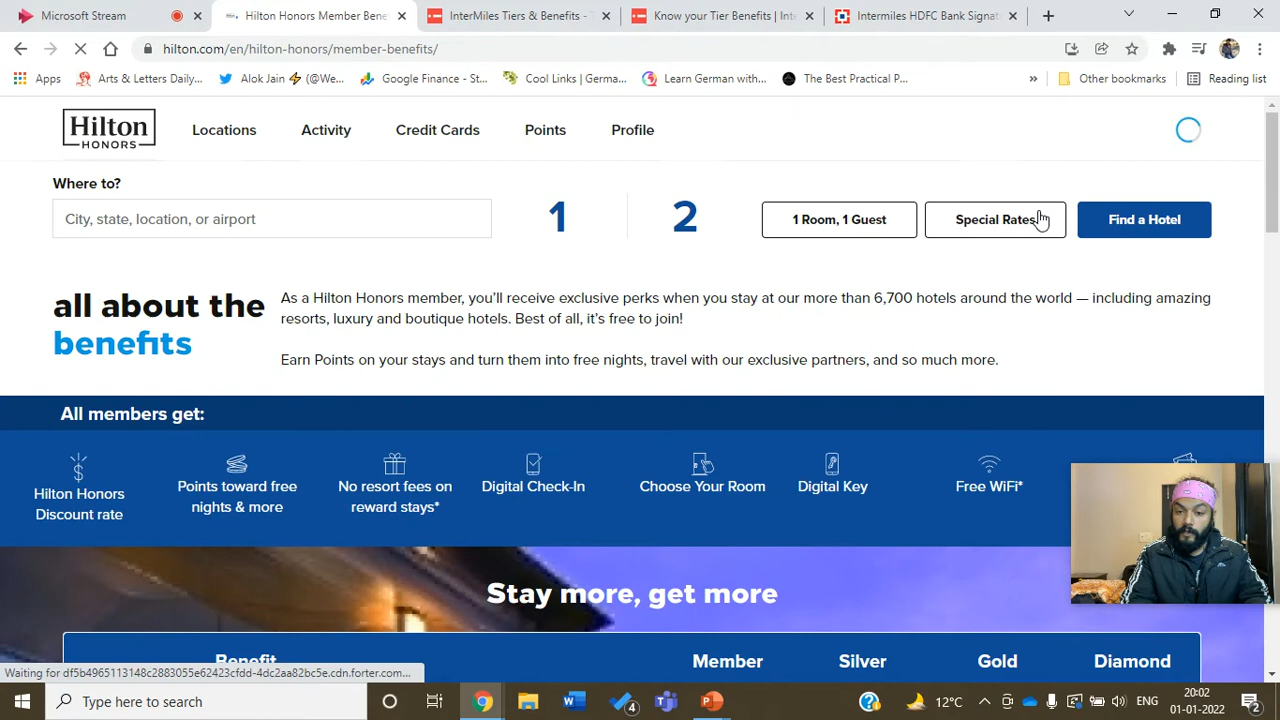 Microsoft Stream
Hilton Honors Member Bene
InterMiles Tiers & Benefits - T
Know your Tier Benefits | Inter
Intermiles HDFC Bank Signat
hilton.com/en/hilton-honors/member-benefits/
Apps
Arts & Letters Daily...
Alok Jain ⚡ (@We...
Google Finance - St...
Cool Links | Germa...
Learn German with...
The Best Practical P...
»
Other bookmarks
Reading list
Hilton
HONORS
Locations
Activity
Credit Cards
Points
Profile
Where to?
City, state, location, or airport
1
2
1 Room, 1 Guest
Special Rates
Find a Hotel
all about the
benefits
As a Hilton Honors member, you’ll receive exclusive perks when you stay at our more than 6,700 hotels around the world — including amazing
resorts, luxury and boutique hotels. Best of all, it’s free to join!
Earn Points on your stays and turn them into free nights, travel with our exclusive partners, and so much more.
All members get:
Hilton Honors
Discount rate
Points toward free
nights & more
No resort fees on
reward stays*
Digital Check-In
Choose Your Room
Digital Key
Free WiFi*
Stay more, get more
Benefit
Member
Silver
Gold
Diamond
Waiting for df5b4965113148c2883055e62423cfdd-4dc2aa82bc5e.cdn.forter.com...
Type here to search
4
12°C
ENG
20:02
01-01-2022
2